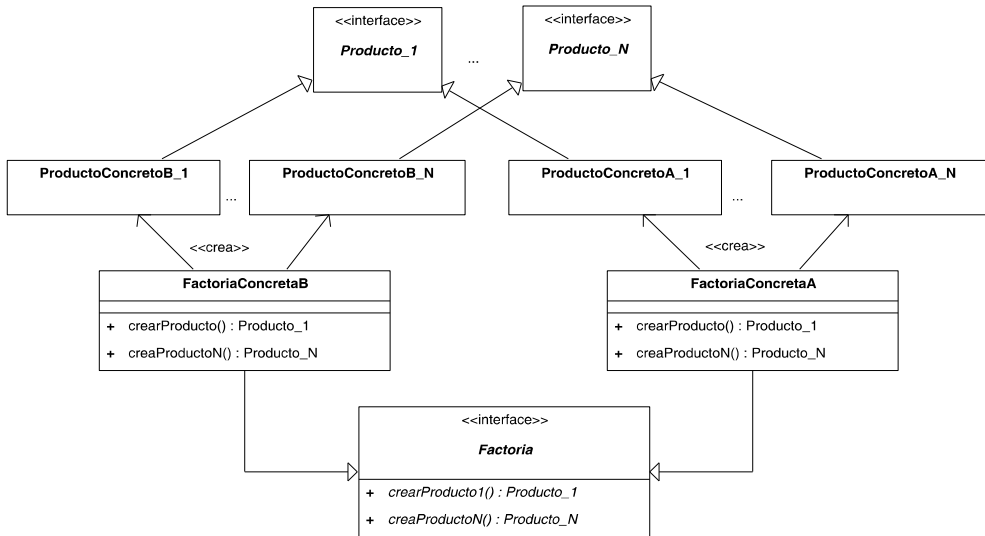 <<interface>>
Producto_1
...
<<interface>>
Producto_N
ProductoConcretoB_1
...
ProductoConcretoB_N
ProductoConcretoA_1
...
ProductoConcretoA_N
<<crea>>
<<crea>>
FactoriaConcretaB
+ crearProducto() : Producto_1
+ creaProductoN() : Producto_N
FactoriaConcretaA
+ crearProducto() : Producto_1
+ creaProductoN() : Producto_N
<<interface>>
Factoria
+ crearProducto1() : Producto_1
+ creaProductoN() : Producto_N